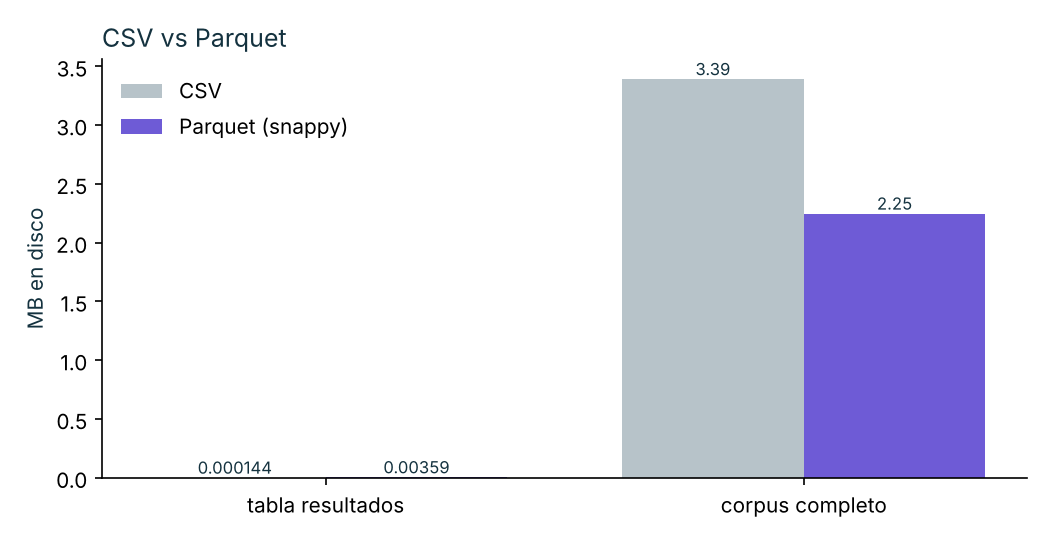 CSV vs Parquet
CSV
Parquet (snappy)
MB en disco
3.5
3.0
2.5
2.0
1.5
1.0
0.5
0.0
0.000144
0.00359
3.39
2.25
tabla resultados
corpus completo